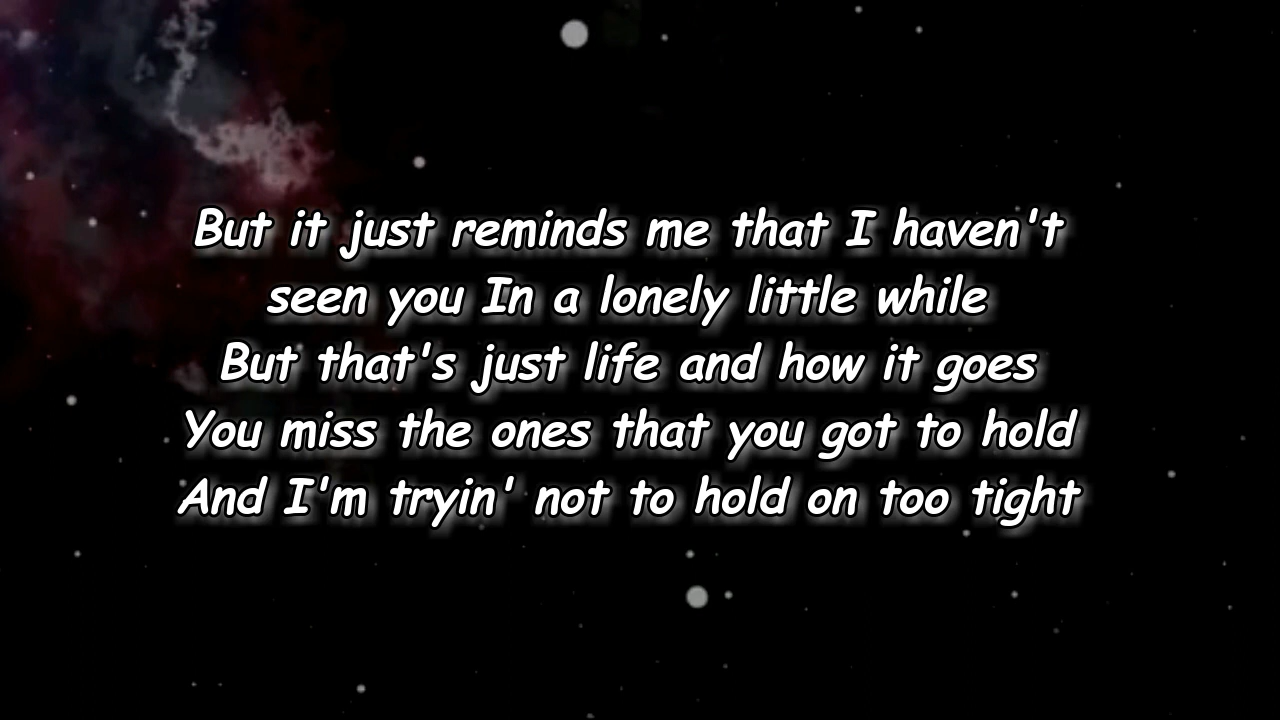 But it just reminds me that I haven't
seen you In a lonely little while
But that's just life and how it goes
You miss the ones that you got to hold
And I'm tryin' not to hold on too tight